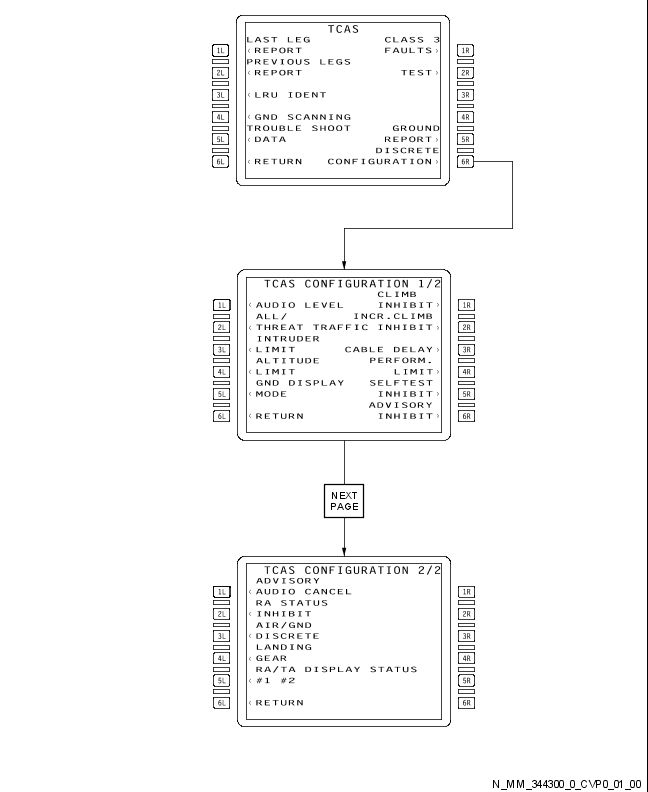 TCAS
LAST LEG CLASS 3
1L ‹REPORT FAULTS› 1R
PREVIOUS LEGS
2L ‹REPORT TEST› 2R
3L ‹LRU IDENT 3R
4L ‹GND SCANNING 4R
TROUBLE SHOOT GROUND
5L ‹DATA REPORT› 5R
DISCRETE
6L ‹RETURN CONFIGURATION› 6R
TCAS CONFIGURATION 1/2
CLIMB
1L ‹AUDIO LEVEL INHIBIT› 1R
ALL/ INCR.CLIMB
2L ‹THREAT TRAFFIC INHIBIT› 2R
INTRUDER
3L ‹LIMIT CABLE DELAY› 3R
ALTITUDE PERFORM.
4L ‹LIMIT LIMIT› 4R
GND DISPLAY SELFTEST
5L ‹MODE INHIBIT› 5R
ADVISORY
6L ‹RETURN INHIBIT› 6R
NEXT
PAGE
TCAS CONFIGURATION 2/2
ADVISORY
1L ‹AUDIO CANCEL 1R
RA STATUS
2L ‹INHIBIT 2R
AIR/GND
3L ‹DISCRETE 3R
LANDING
4L ‹GEAR 4R
RA/TA DISPLAY STATUS
5L ‹#1 #2 5R
6L ‹RETURN 6R
N_MM_344300_0_CVP0_01_00